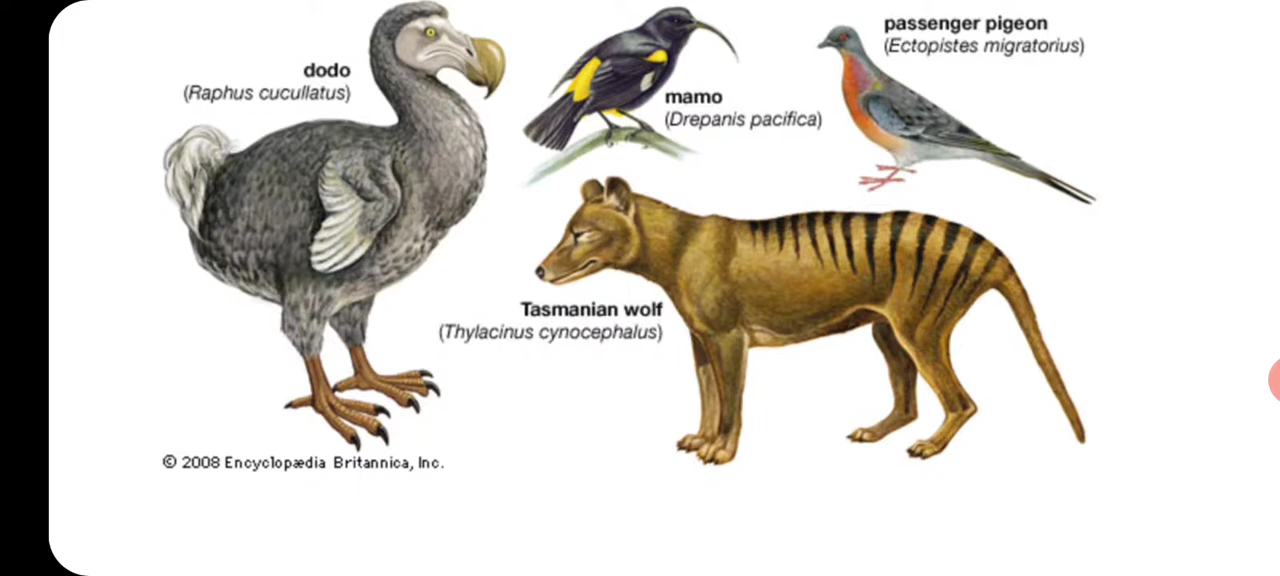 dodo
(Raphus cucullatus)
mamo
(Drepanis pacifica)
passenger pigeon
(Ectopistes migratorius)
Tasmanian wolf
(Thylacinus cynocephalus)
© 2008 Encyclopædia Britannica, Inc.